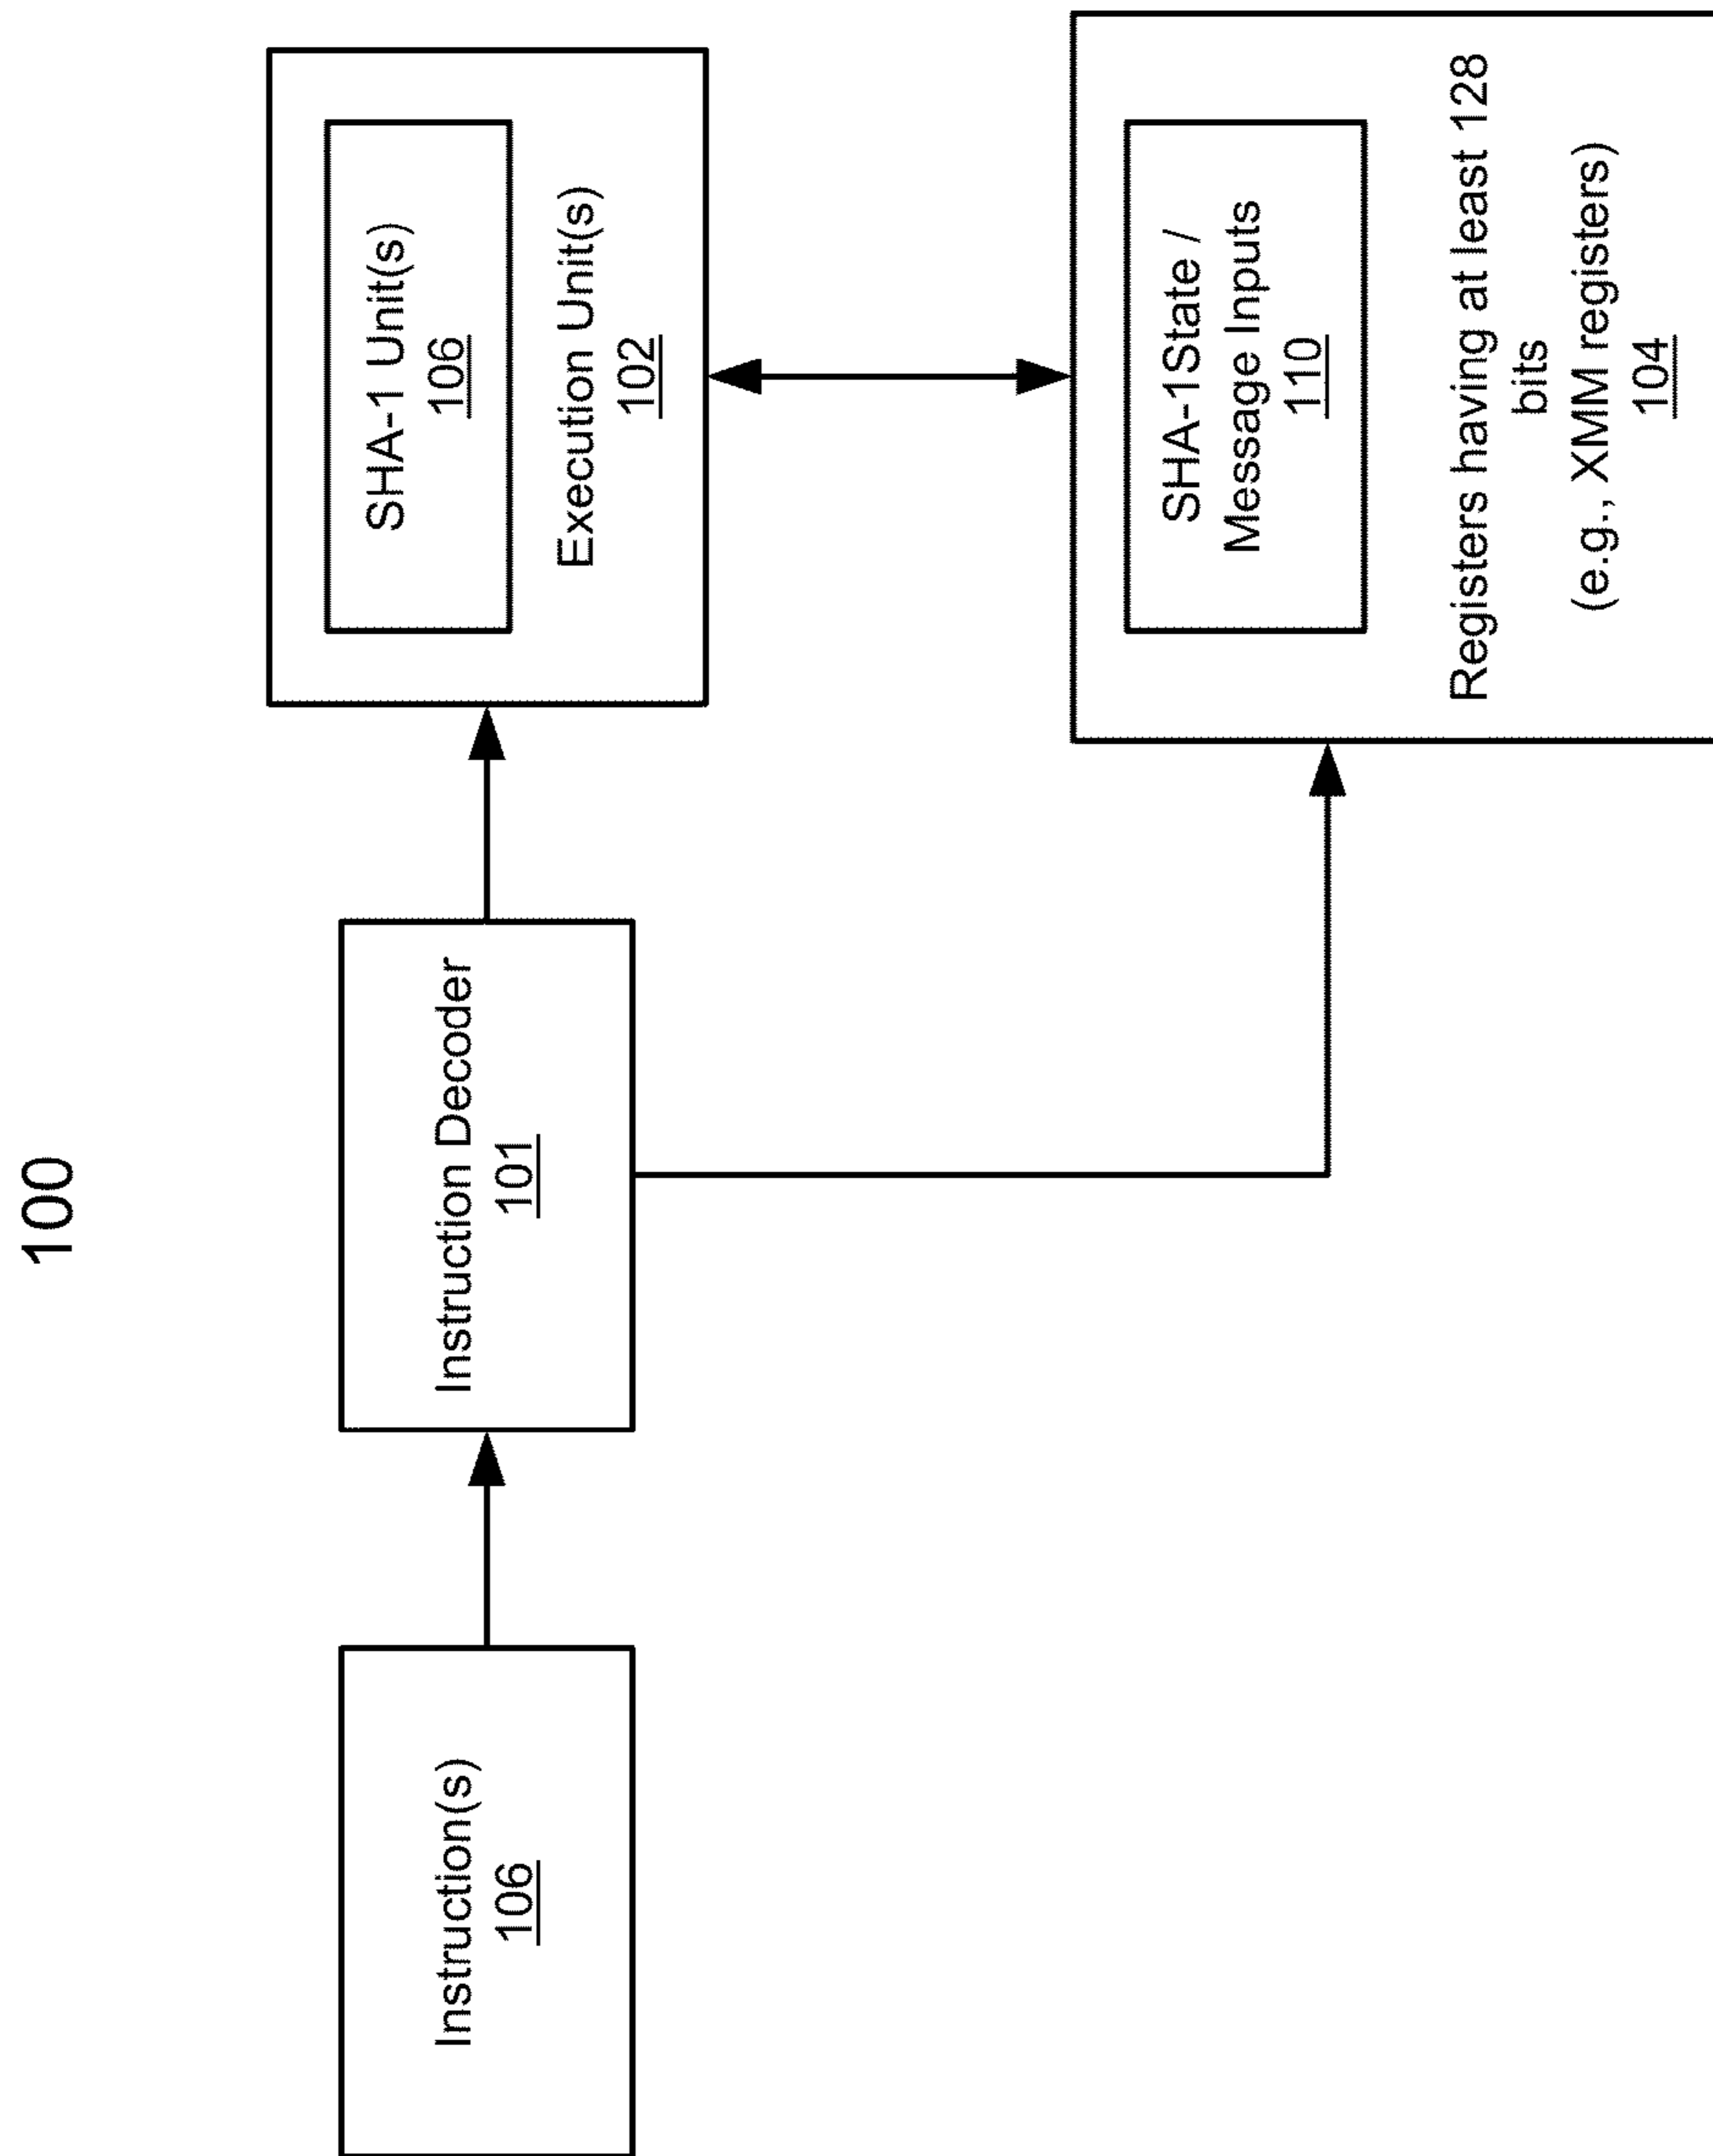 100
Instruction(s)
106
Instruction Decoder
101
SHA-1 Unit(s)
106
Execution Unit(s)
102
SHA-1State /
Message Inputs
110
Registers having at least 128
bits
(e.g., XMM registers)
104